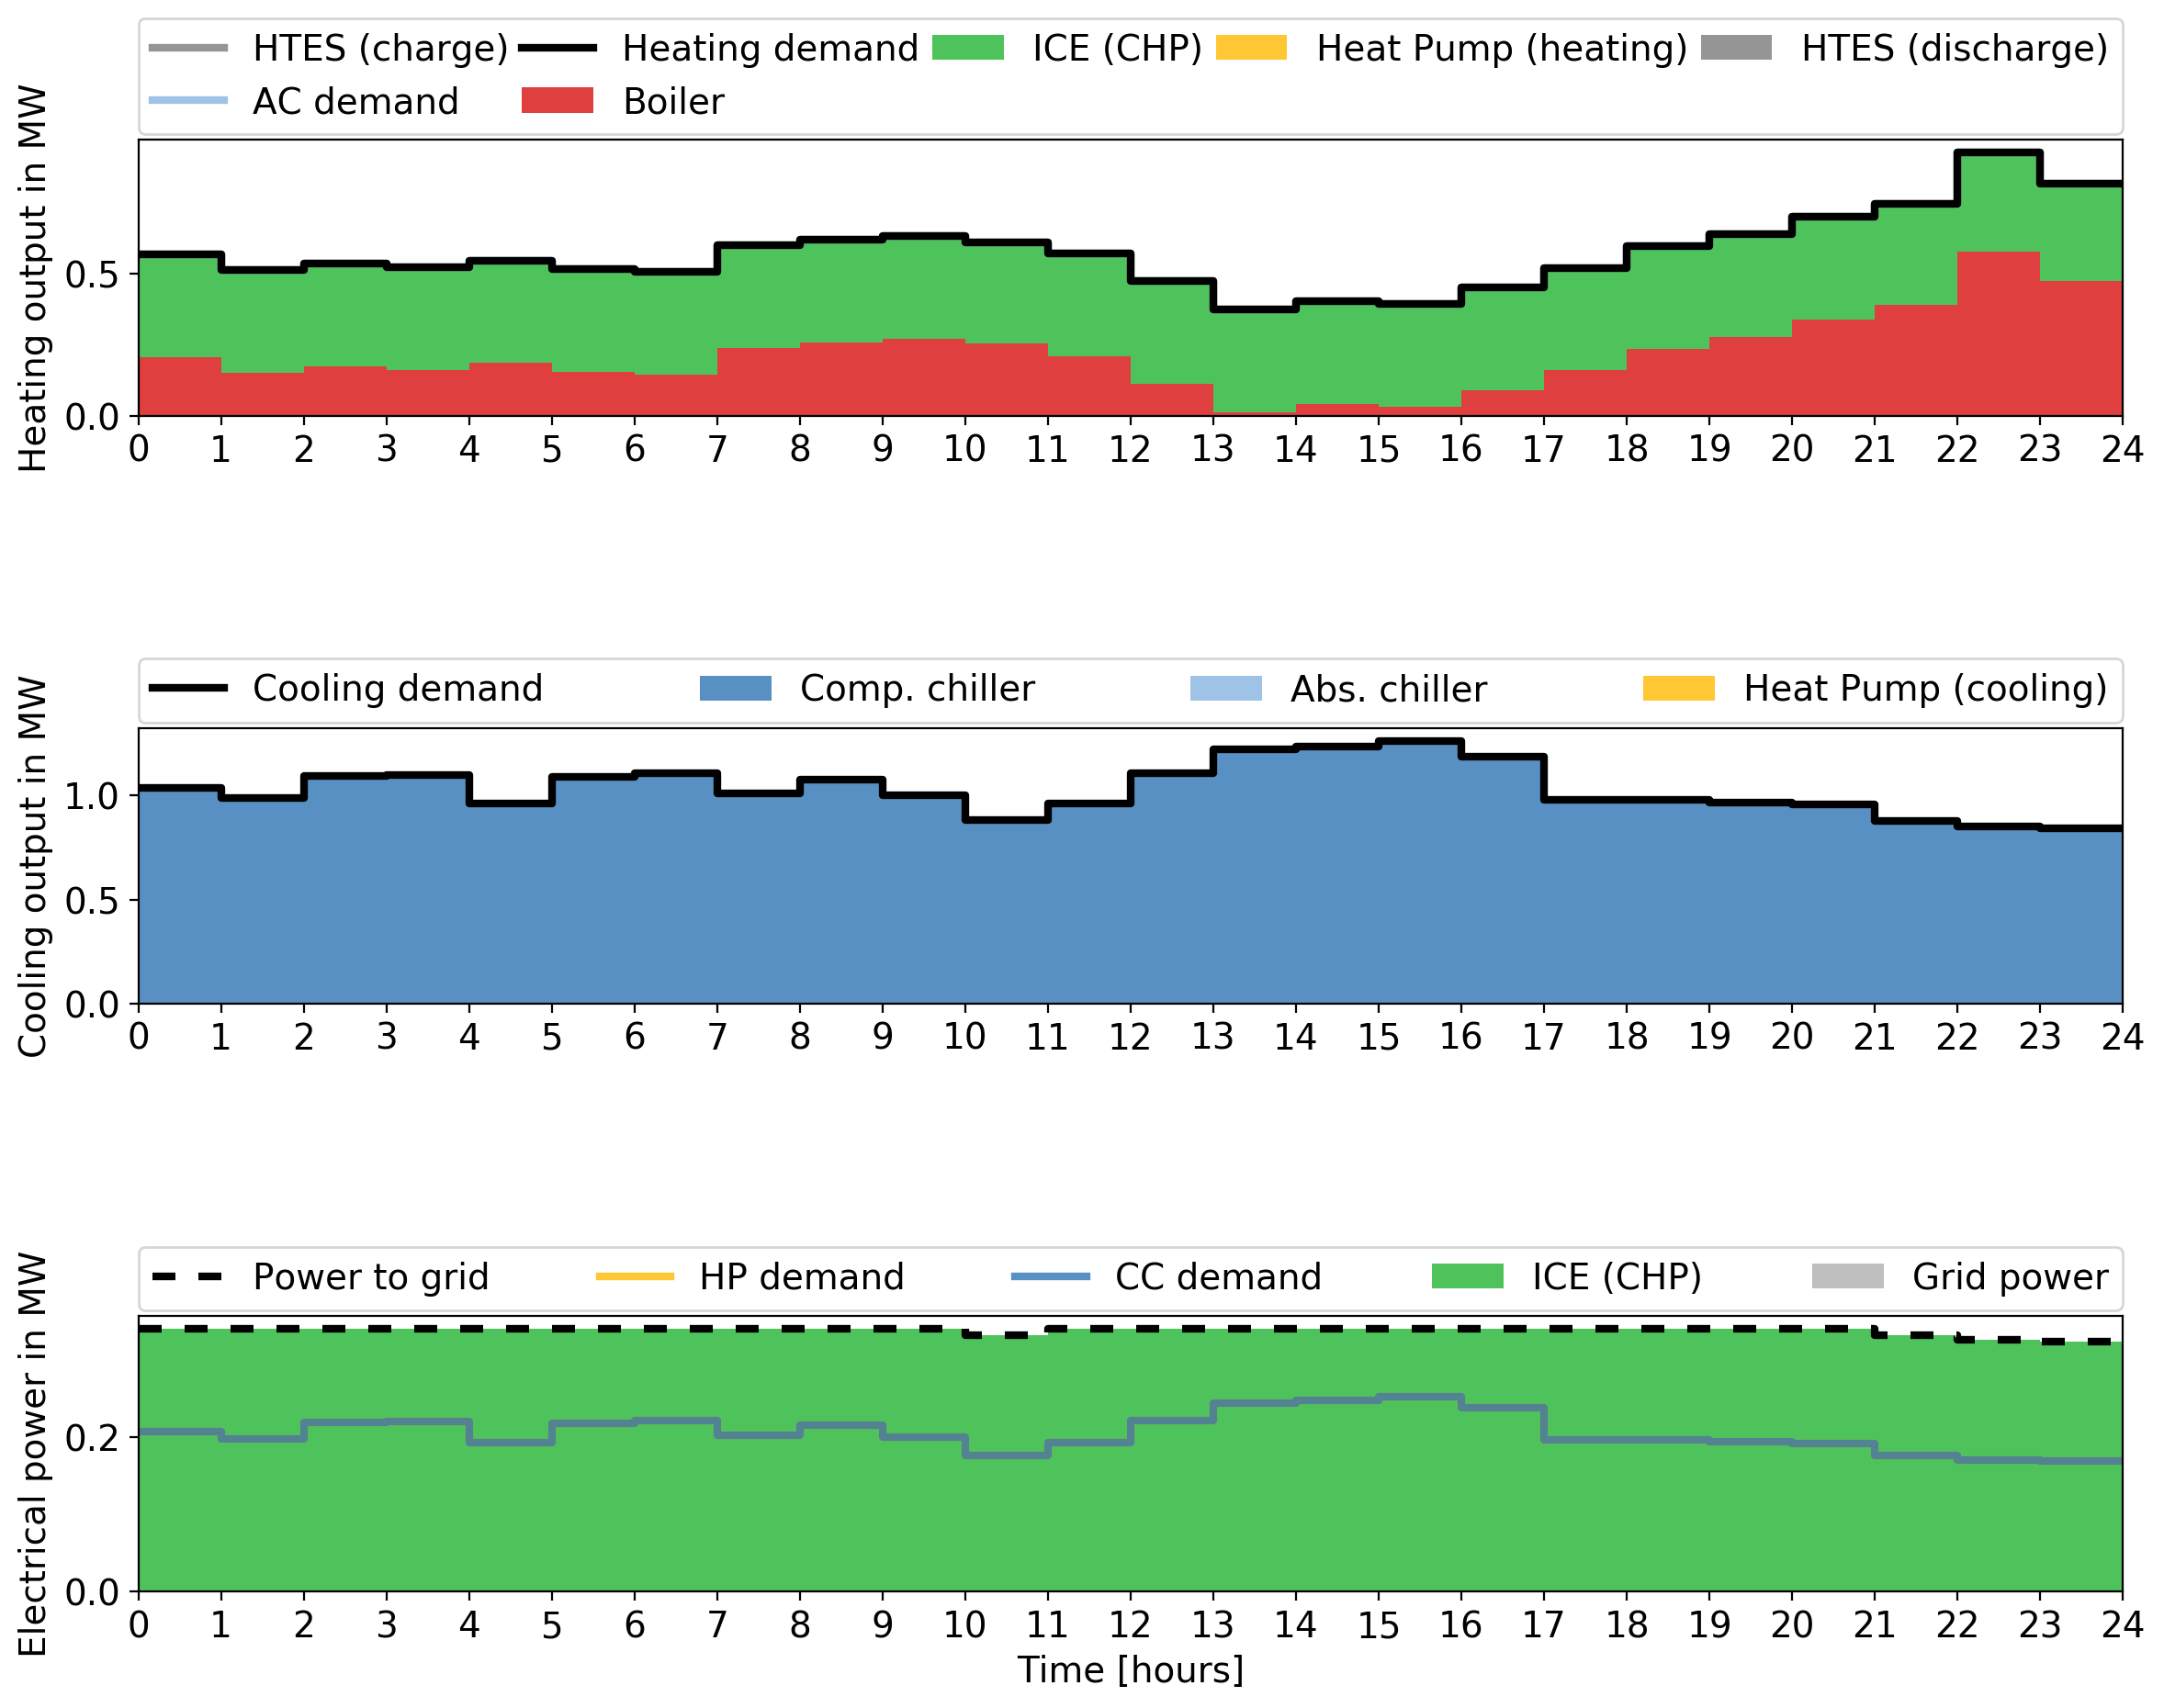 HTES (charge) Heating demand ICE (CHP) Heat Pump (heating) HTES (discharge)
AC demand Boiler
Heating output in MW
0.5
0.0
0 1 2 3 4 5 6 7 8 9 10 11 12 13 14 15 16 17 18 19 20 21 22 23 24
Cooling demand Comp. chiller Abs. chiller Heat Pump (cooling)
Cooling output in MW
1.0
0.5
0.0
0 1 2 3 4 5 6 7 8 9 10 11 12 13 14 15 16 17 18 19 20 21 22 23 24
Power to grid HP demand CC demand ICE (CHP) Grid power
Electrical power in MW
0.2
0.0
0 1 2 3 4 5 6 7 8 9 10 11 12 13 14 15 16 17 18 19 20 21 22 23 24
Time [hours]